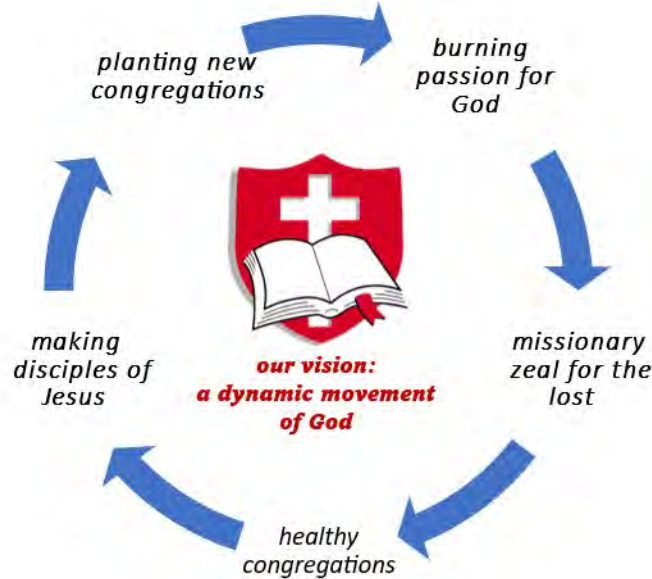 planting new
congregations
burning
passion for
God
missionary
zeal for the
lost
healthy
congregations
making
disciples of
Jesus
our vision:
a dynamic movement
of God